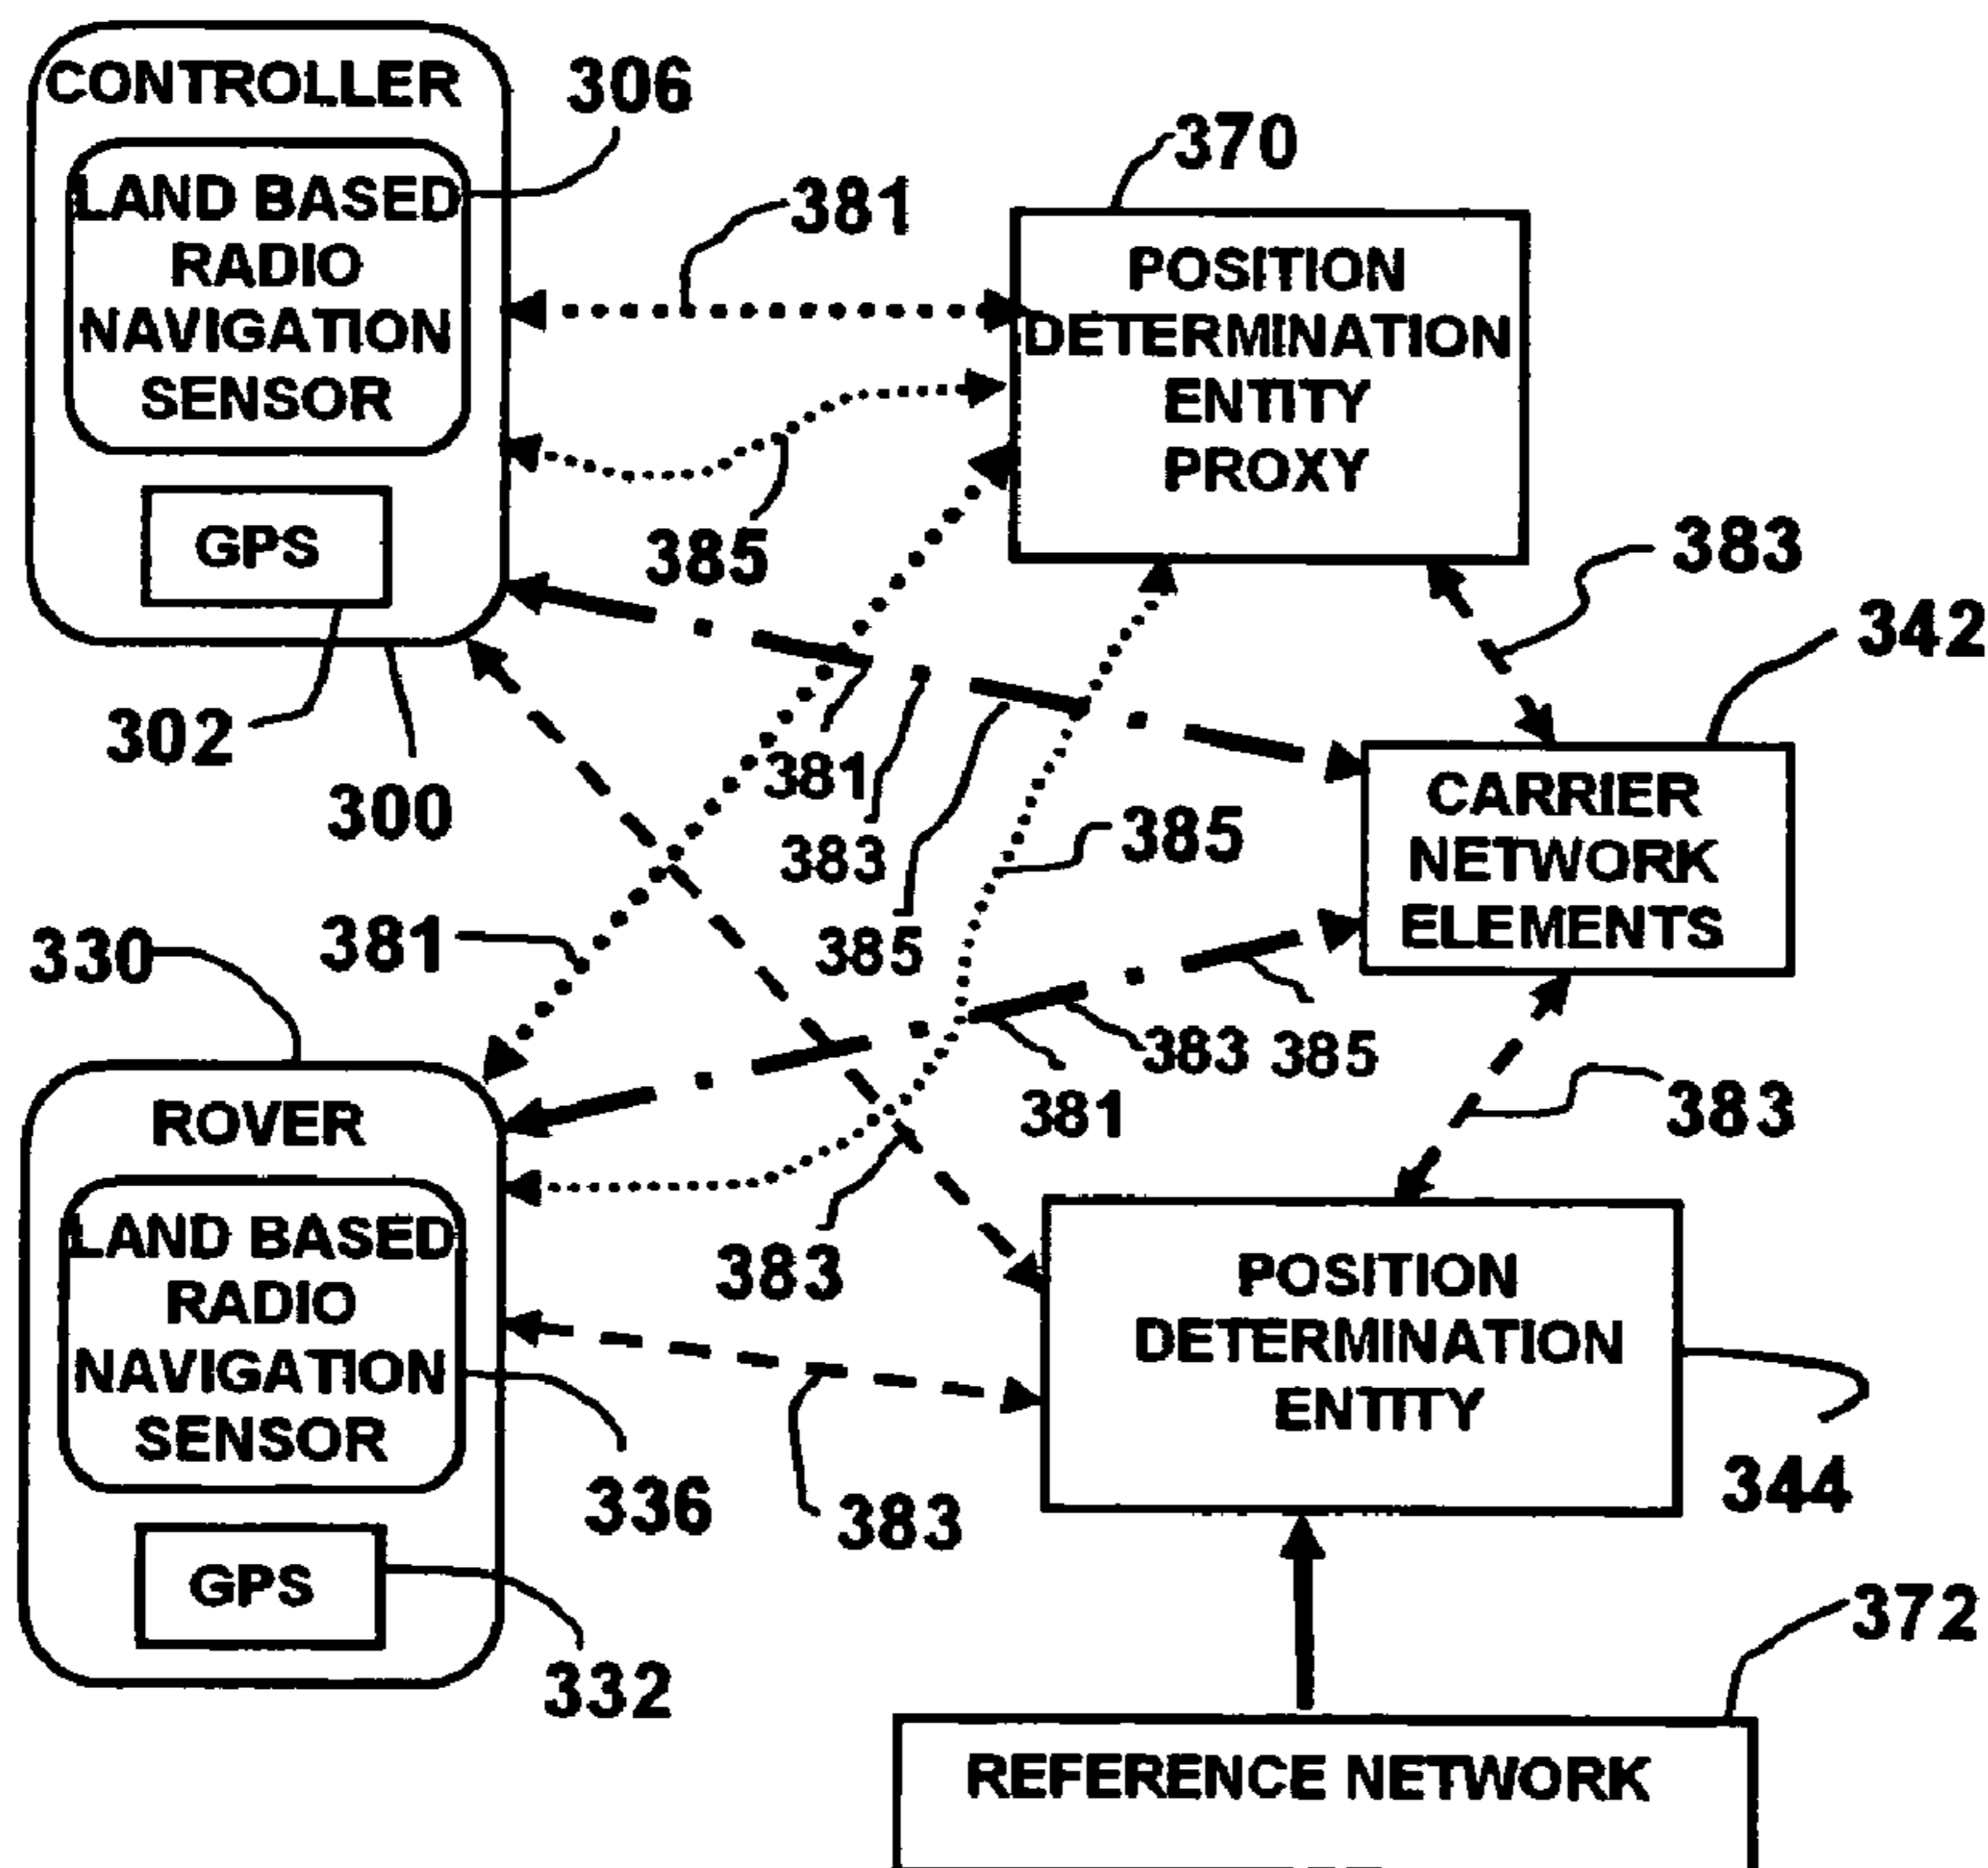 CONTROLLER
306
LAND BASED
RADIO
NAVIGATION
SENSOR
GPS
302
300
381
385
370
POSITION
DETERMINATION
ENTITY
PROXY
383
342
CARRIER
NETWORK
ELEMENTS
381
383
385
385
381
330
383 385
381
383
ROVER
LAND BASED
RADIO
NAVIGATION
SENSOR
GPS
336
332
383
383
POSITION
DETERMINATION
ENTITY
344
372
REFERENCE NETWORK